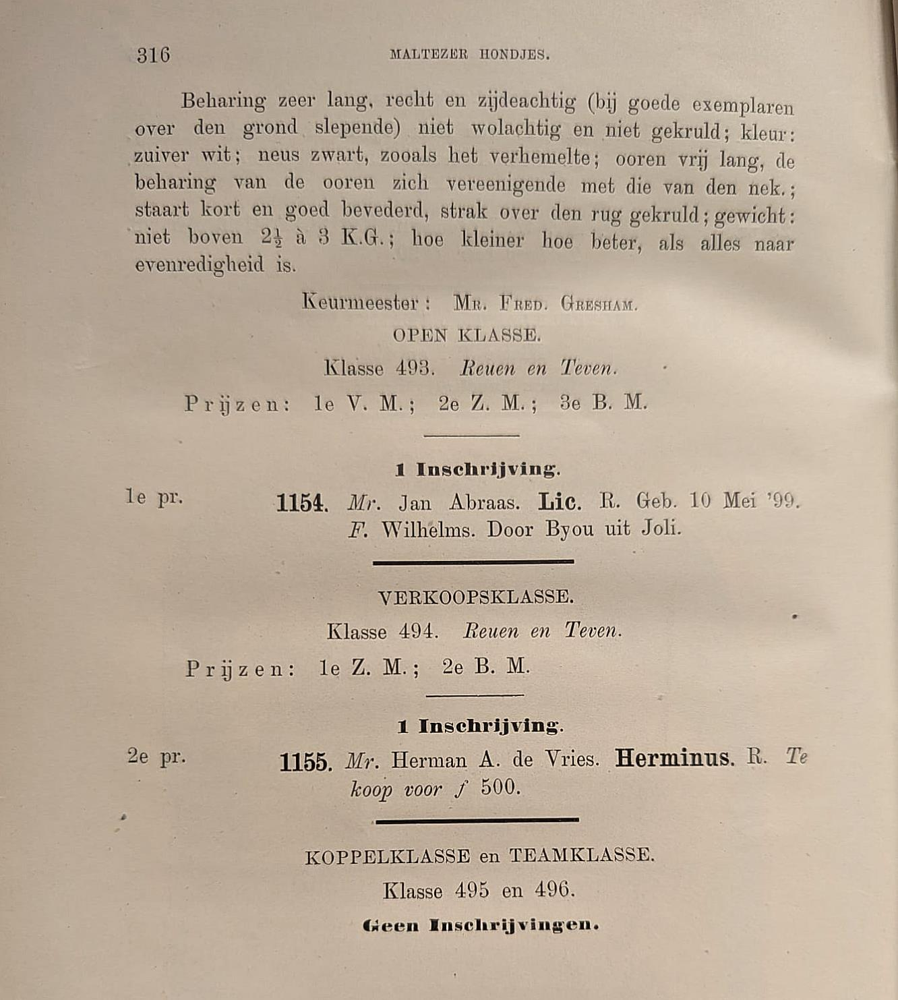 316 MALTEZER HONDJES.
Beharing zeer lang, recht en zijdeachtig (bij goede exemplaren
over den grond slepende) niet wolachtig en niet gekruld; kleur:
zuiver wit; neus zwart, zooals het verhemelte; ooren vrij lang, de
beharing van de ooren zich vereenigende met die van den nek.;
staart kort en goed bevederd, strak over den rug gekruld; gewicht:
niet boven 2½ à 3 K.G.; hoe kleiner hoe beter, als alles naar
evenredigheid is.
Keurmeester: MR. FRED. GRESHAM.
OPEN KLASSE.
Klasse 493. Reuen en Teven.
Prijzen: 1e V. M.; 2e Z. M.; 3e B. M.
1 Inschrijving.
1e pr. 1154. Mr. Jan Abraas. Lic. R. Geb. 10 Mei '99.
F. Wilhelms. Door Byou uit Joli.
VERKOOPSKLASSE.
Klasse 494. Reuen en Teven.
Prijzen: 1e Z. M.; 2e B. M.
1 Inschrijving.
2e pr. 1155. Mr. Herman A. de Vries. Herminus. R. Te
koop voor ƒ 500.
KOPPELKLASSE en TEAMKLASSE.
Klasse 495 en 496.
Geen Inschrijvingen.